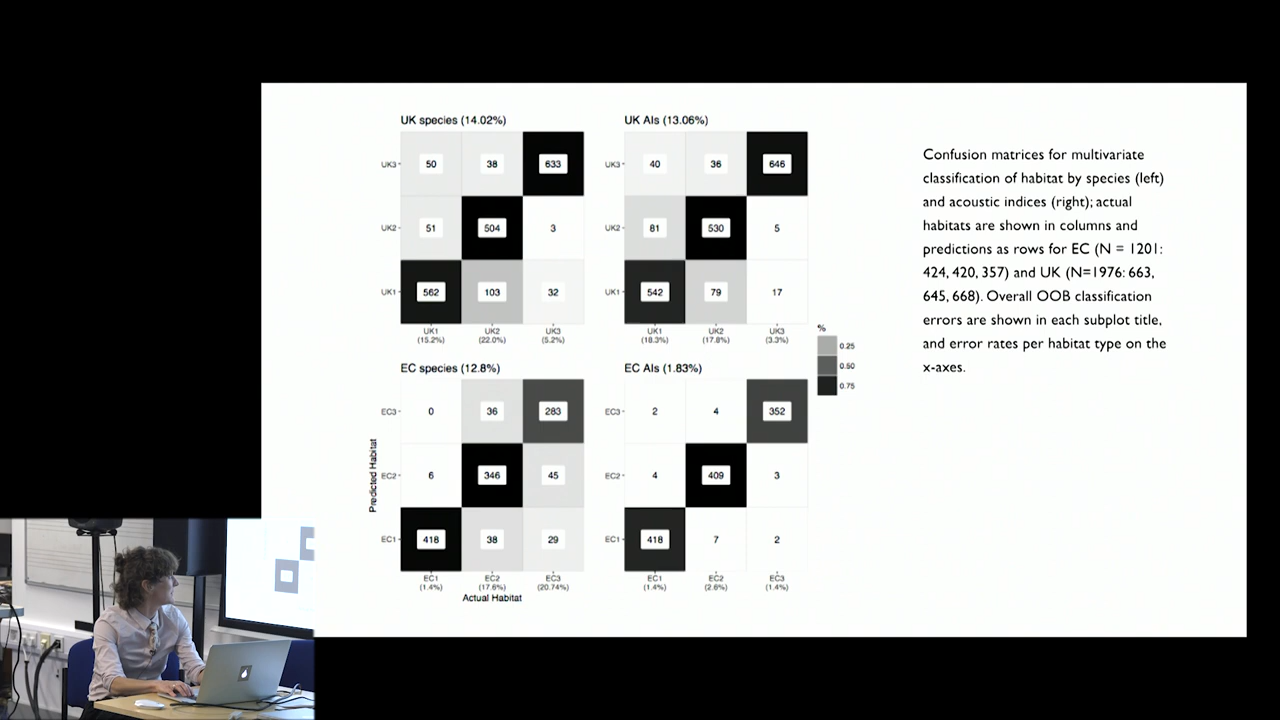 UK species (14.02%)
UK3
50
38
633
UK2
51
504
3
UK1
562
103
32
UK1
UK2
UK3
(15.2%)
(22.0%)
(5.2%)
UK AIs (13.06%)
UK3
40
36
646
UK2
81
530
5
UK1
542
79
17
UK1
UK2
UK3
(18.3%)
(17.8%)
(3.3%)
%
0.25
0.50
0.75
EC species (12.8%)
Predicted Habitat
EC3
0
36
283
EC2
6
346
45
EC1
418
38
29
EC1
EC2
EC3
(1.4%)
(17.6%)
(20.74%)
Actual Habitat
EC AIs (1.83%)
EC3
2
4
352
EC2
4
409
3
EC1
418
7
2
EC1
EC2
EC3
(1.4%)
(2.6%)
(1.4%)
Confusion matrices for multivariate
classification of habitat by species (left)
and acoustic indices (right); actual
habitats are shown in columns and
predictions as rows for EC (N = 1201:
424, 420, 357) and UK (N=1976: 663,
645, 668). Overall OOB classification
errors are shown in each subplot title,
and error rates per habitat type on the
x-axes.